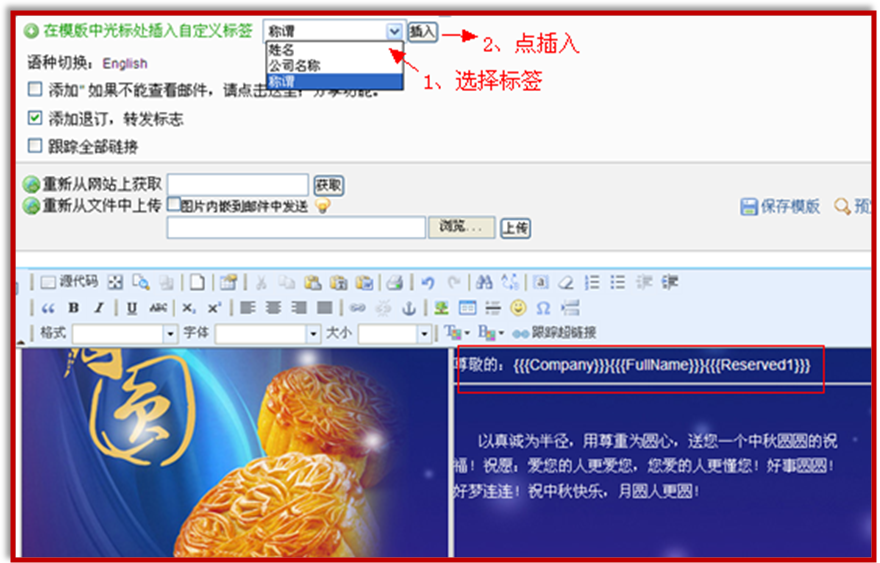 在模版中光标处插入自定义标签 称谓 插入
2、点插入
姓名
公司名称
称谓
1、选择标签
语种切换：English
添加"如果不能查看邮件，请点击这里，分享功能。
添加退订，转发标志
跟踪全部链接
重新从网站上获取 获取
重新从文件中上传 图片内嵌到邮件中发送
保存模版 预
浏览... 上传
源代码
B I U ABC X₂ X²
格式 字体 大小 跟踪超链接
圆
尊敬的：{{{Company}}}{{{FullName}}}{{{Reserved1}}}
以真诚为半径，用尊重为圆心，送您一个中秋圆圆的祝
福！祝愿：爱您的人更爱您，您爱的人更懂您！好事圆圆！
好梦连连！祝中秋快乐，月圆人更圆！